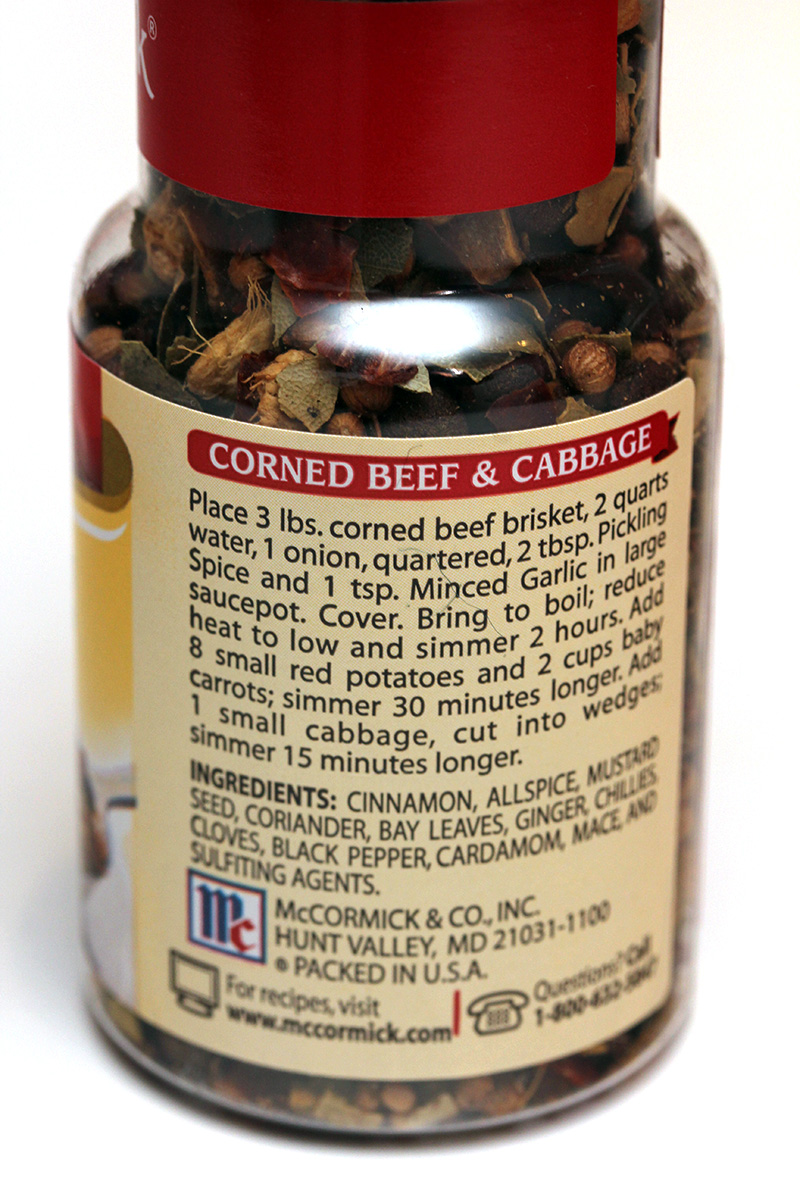 k®
CORNED BEEF & CABBAGE
Place 3 lbs. corned beef brisket, 2 quarts
water, 1 onion, quartered, 2 tbsp. Pickling
Spice and 1 tsp. Minced Garlic in large
saucepot. Cover. Bring to boil; reduce
heat to low and simmer 2 hours. Add
8 small red potatoes and 2 cups baby
carrots; simmer 30 minutes longer. Add
1 small cabbage, cut into wedges;
simmer 15 minutes longer.
INGREDIENTS: CINNAMON, ALLSPICE, MUSTARD
SEED, CORIANDER, BAY LEAVES, GINGER, CHILLIES,
CLOVES, BLACK PEPPER, CARDAMOM, MACE, AND
SULFITING AGENTS.
Mc
McCORMICK & CO., INC.
HUNT VALLEY, MD 21031-1100
® PACKED IN U.S.A.
For recipes, visit
www.mccormick.com
Questions? Call